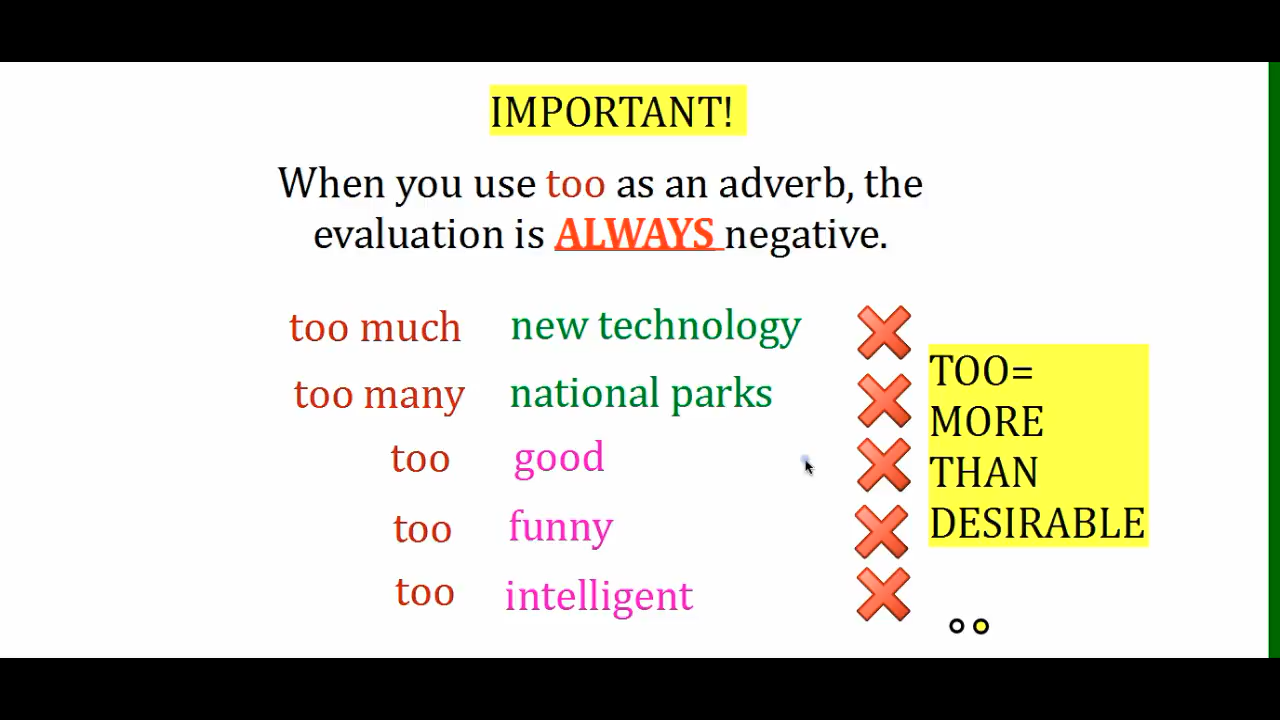 IMPORTANT!
When you use too as an adverb, the
evaluation is ALWAYS negative.
too much new technology
too many national parks
too good
too funny
too intelligent
TOO=
MORE
THAN
DESIRABLE